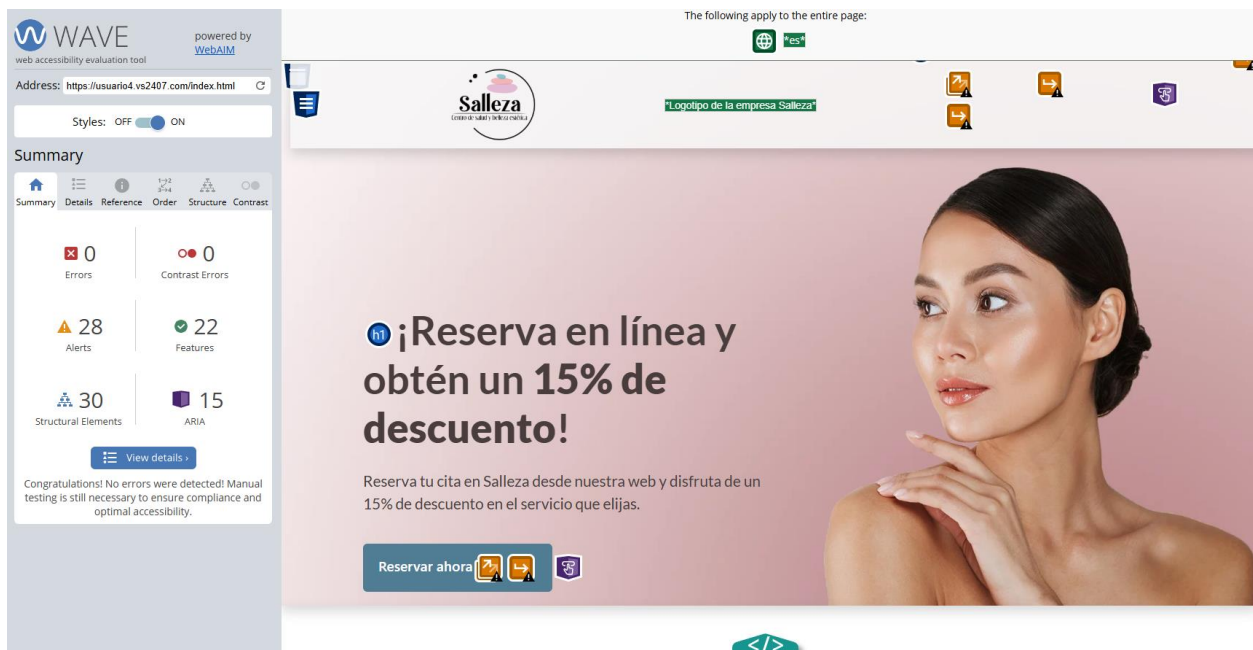 WAVE
powered by
WebAIM
web accessibility evaluation tool
Address: https://usuario4.vs2407.com/index.html
Styles: OFF ON
Summary
Summary Details Reference Order Structure Contrast
0
Errors
0
Contrast Errors
28
Alerts
22
Features
30
Structural Elements
15
ARIA
View details ›
Congratulations! No errors were detected! Manual
testing is still necessary to ensure compliance and
optimal accessibility.
The following apply to the entire page:
*es*
Salleza
Centro de salud y belleza estética
*Logotipo de la empresa Salleza*
h1
¡Reserva en línea y
obtén un 15% de
descuento!
Reserva tu cita en Salleza desde nuestra web y disfruta de un
15% de descuento en el servicio que elijas.
Reservar ahora
</>